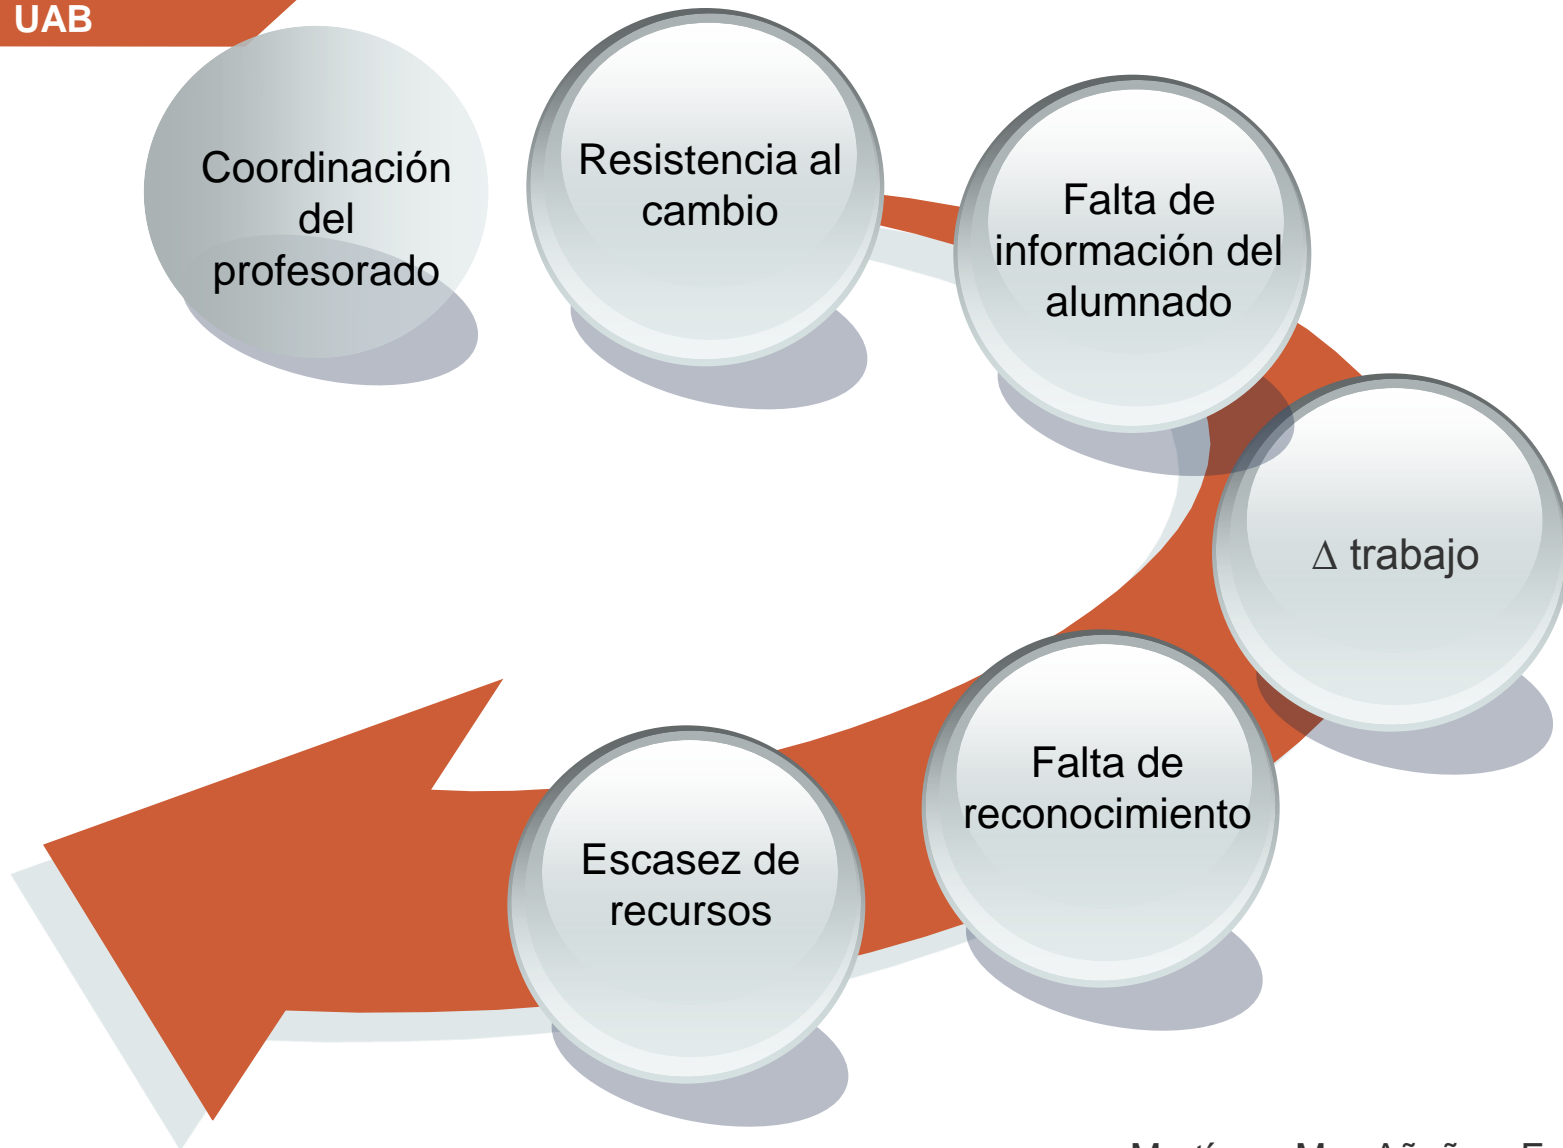 UAB
Coordinación
del
profesorado
Resistencia al
cambio
Falta de
información del
alumnado
Δ trabajo
Falta de
reconocimiento
Escasez de
recursos